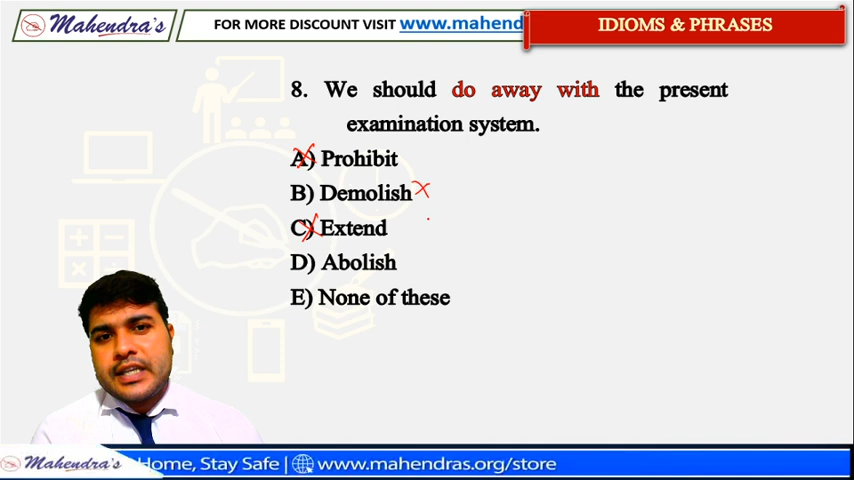 Mahendra's
FOR MORE DISCOUNT VISIT www.mahend
IDIOMS & PHRASES
8. We should do away with the present
examination system.
A) Prohibit
B) Demolish
C) Extend
D) Abolish
E) None of these
Mahendra's
Home, Stay Safe | www.mahendras.org/store